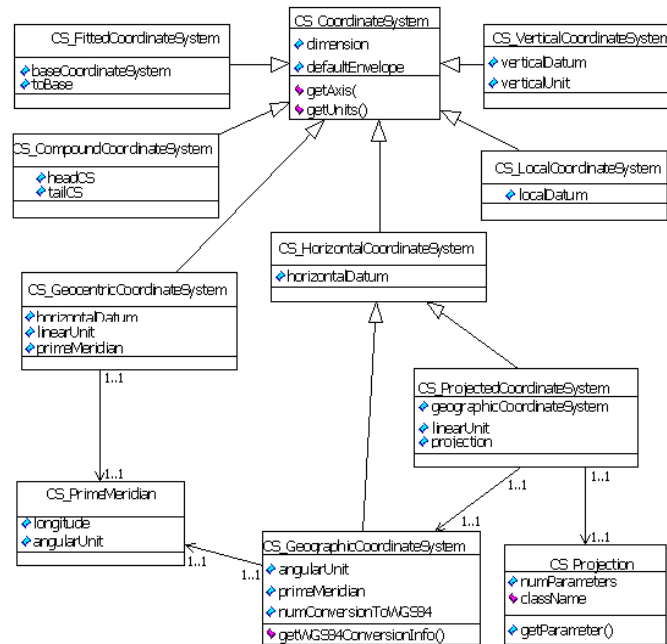 CS_CoordinateSystem
dimension
defaultEnvelope
getAxis(
getUnits()
CS_FittedCoordinateSystem
baseCoordinateSystem
toBase
CS_VerticalCoordinateSystem
verticalDatum
verticalUnit
CS_CompoundCoordinateSystem
headCS
tailCS
CS_LocalCoordinateSystem
localDatum
CS_HorizontalCoordinateSystem
horizontalDatum
CS_GeocentricCoordinateSystem
horizontalDatum
linearUnit
primeMeridian
1..1
1..1
CS_ProjectedCoordinateSystem
geographicCoordinateSystem
linearUnit
projection
1..1
1..1
1..1
1..1
CS_PrimeMeridian
longitude
angularUnit
1..1
1..1
CS_GeographicCoordinateSystem
angularUnit
primeMeridian
numConversionToWGS84
getWGS84ConversionInfo()
CS_Projection
numParameters
className
getParameter()